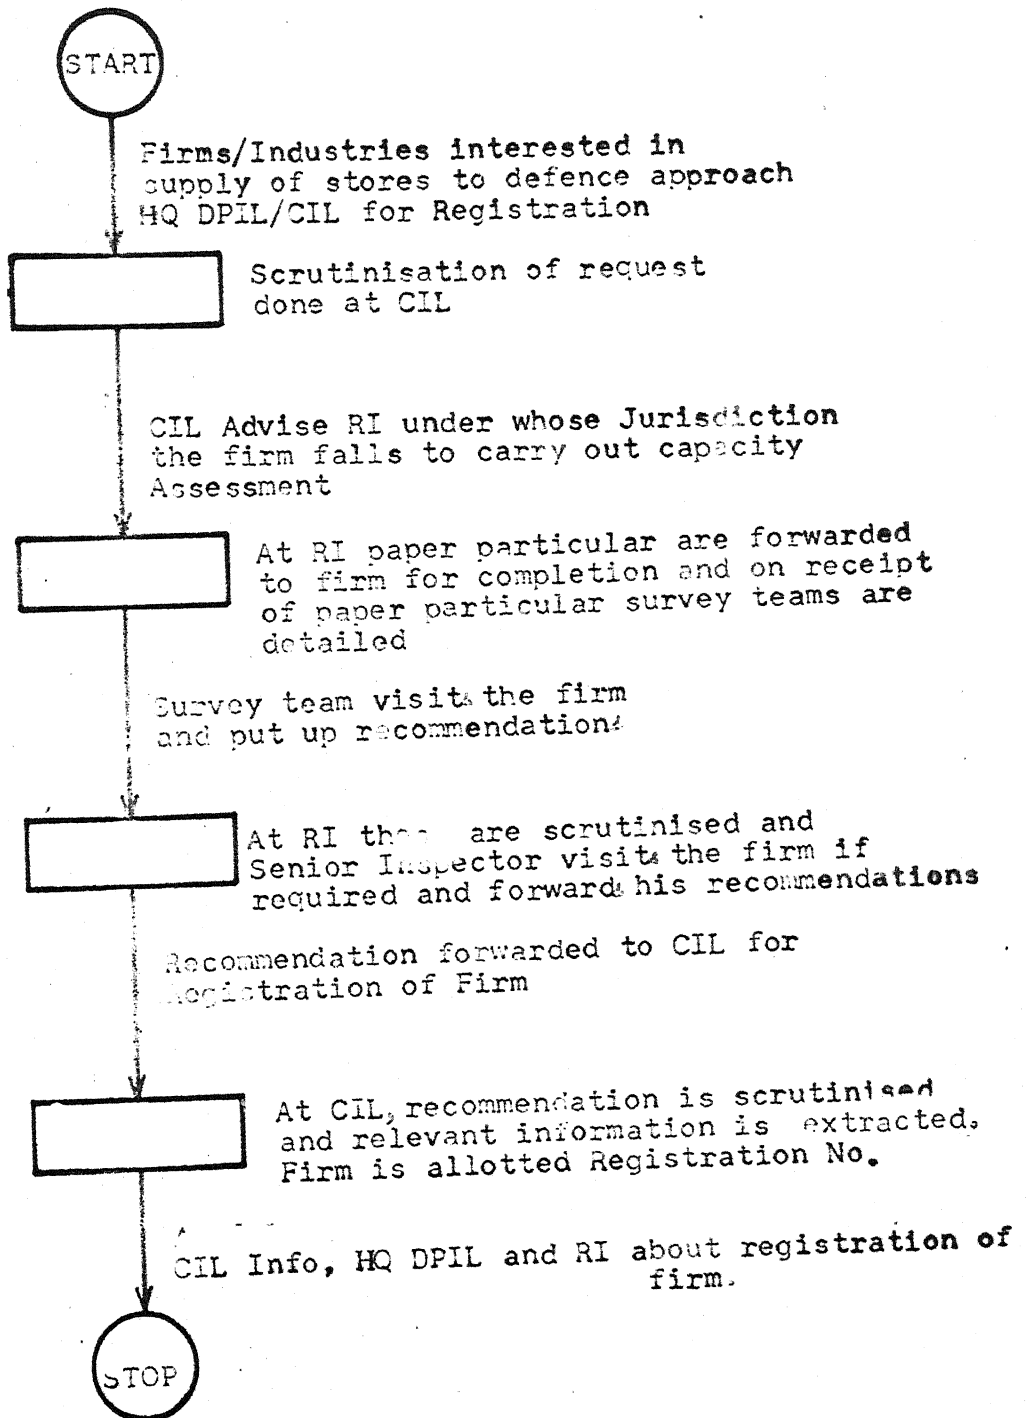 START
Firms/Industries interested in
supply of stores to defence approach
HQ DPIL/CIL for Registration
Scrutinisation of request
done at CIL
CIL Advise RI under whose Jurisdiction
the firm falls to carry out capacity
Assessment
At RI paper particular are forwarded
to firm for completion and on receipt
of paper particular survey teams are
detailed
Survey team visits the firm
and put up recommendations
At RI are scrutinised and
Senior Inspector visits the firm if
required and forwards his recommendations
Recommendation forwarded to CIL for
Registration of Firm
At CIL, recommendation is scrutinised
and relevant information is extracted.
Firm is allotted Registration No.
CIL Info, HQ DPIL and RI about registration of
firm.
STOP